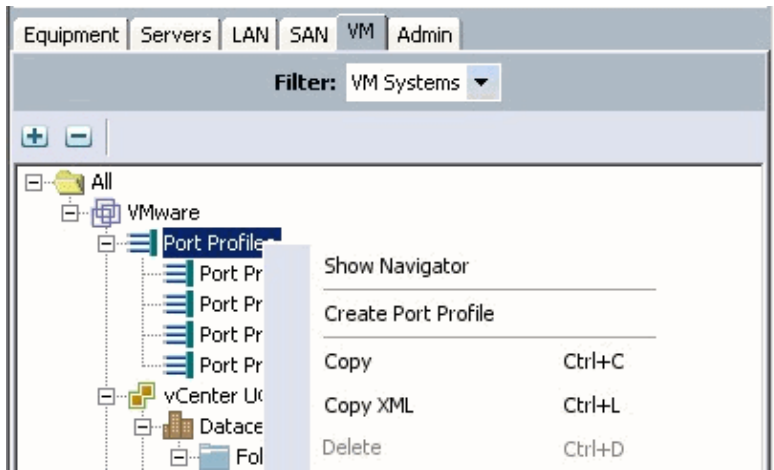 Equipment Servers LAN SAN VM Admin
Filter: VM Systems
All
VMware
Port Profiles
Port Pr
Port Pr
Port Pr
Port Pr
vCenter UC
Datace
Fol
Show Navigator
Create Port Profile
Copy Ctrl+C
Copy XML Ctrl+L
Delete Ctrl+D